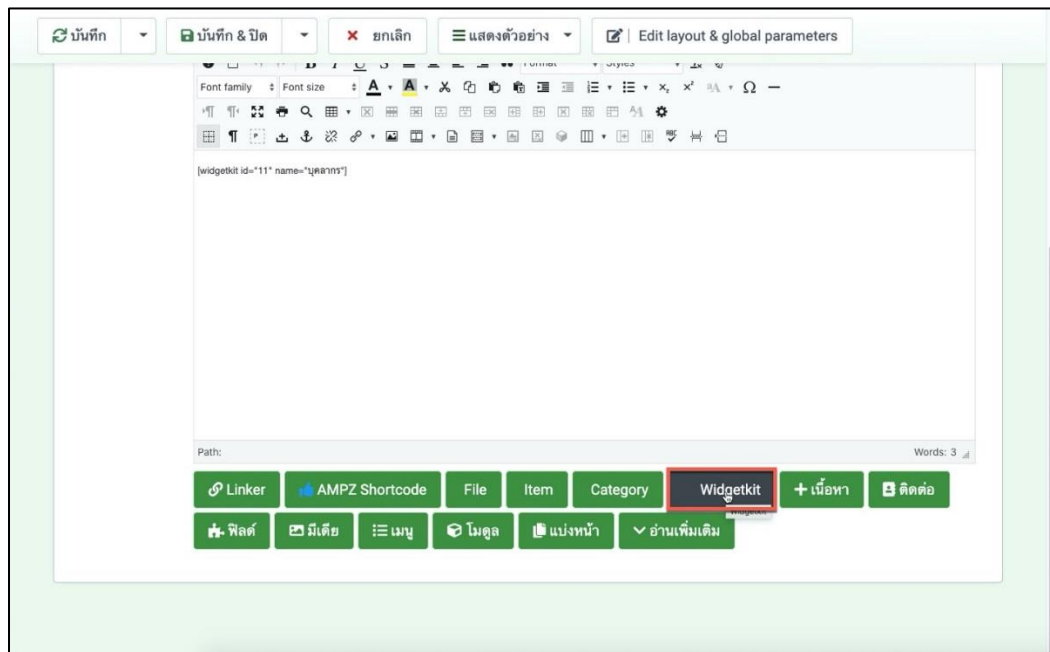 บันทึก บันทึก & ปิด ยกเลิก แสดงตัวอย่าง Edit layout & global parameters
Format Styles
Font family Font size
[widgetkit id="11" name="บุคลากร"]
Path: Words: 3
Linker AMPZ Shortcode File Item Category Widgetkit เนื้อหา ติดต่อ
Widgetkit
ฟิลด์ มีเดีย เมนู โมดูล แบ่งหน้า อ่านเพิ่มเติม